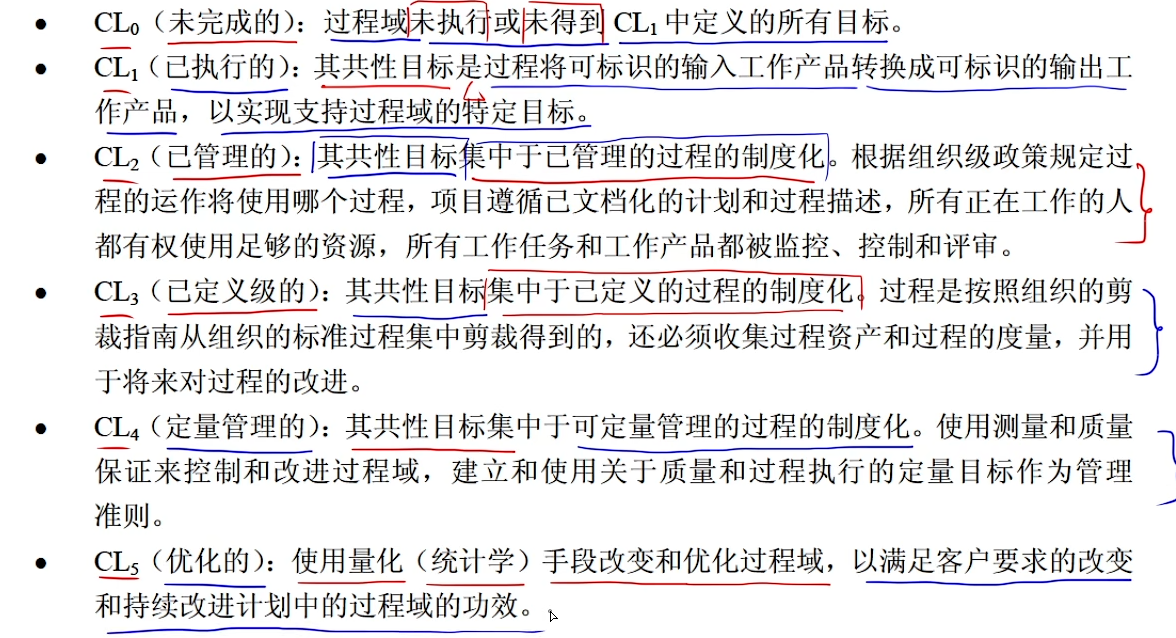 ● CL₀（未完成的）：过程域未执行或未得到 CL₁ 中定义的所有目标。
● CL₁（已执行的）：其共性目标是过程将可标识的输入工作产品转换成可标识的输出工
作产品，以实现支持过程域的特定目标。
● CL₂（已管理的）：其共性目标集中于已管理的过程的制度化。根据组织级政策规定过
程的运作将使用哪个过程，项目遵循已文档化的计划和过程描述，所有正在工作的人
都有权使用足够的资源，所有工作任务和工作产品都被监控、控制和评审。
● CL₃（已定义级的）：其共性目标集中于已定义的过程的制度化。过程是按照组织的剪
裁指南从组织的标准过程集中剪裁得到的，还必须收集过程资产和过程的度量，并用
于将来对过程的改进。
● CL₄（定量管理的）：其共性目标集中于可定量管理的过程的制度化。使用测量和质量
保证来控制和改进过程域，建立和使用关于质量和过程执行的定量目标作为管理
准则。
● CL₅（优化的）：使用量化（统计学）手段改变和优化过程域，以满足客户要求的改变
和持续改进计划中的过程域的功效。